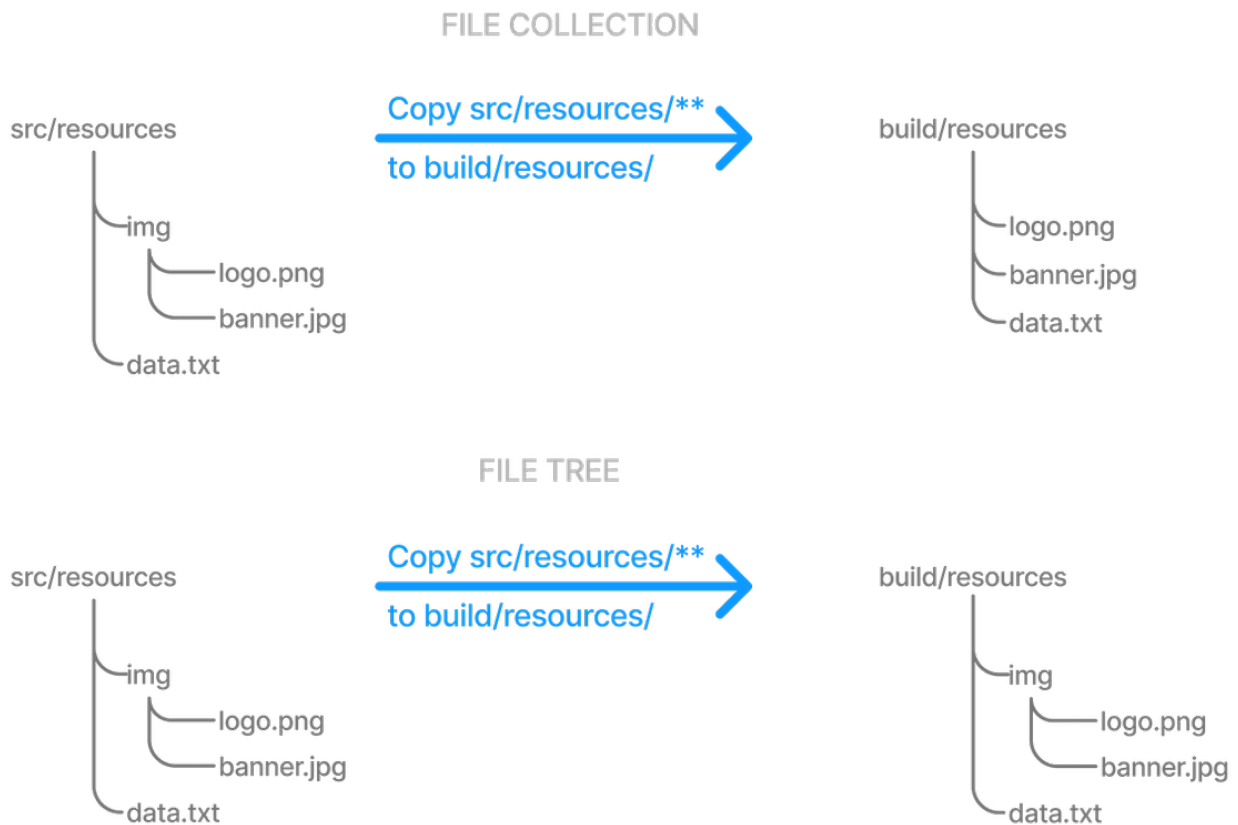 FILE COLLECTION
src/resources
img
logo.png
banner.jpg
data.txt
Copy src/resources/**
to build/resources/
build/resources
logo.png
banner.jpg
data.txt
FILE TREE
src/resources
img
logo.png
banner.jpg
data.txt
Copy src/resources/**
to build/resources/
build/resources
img
logo.png
banner.jpg
data.txt